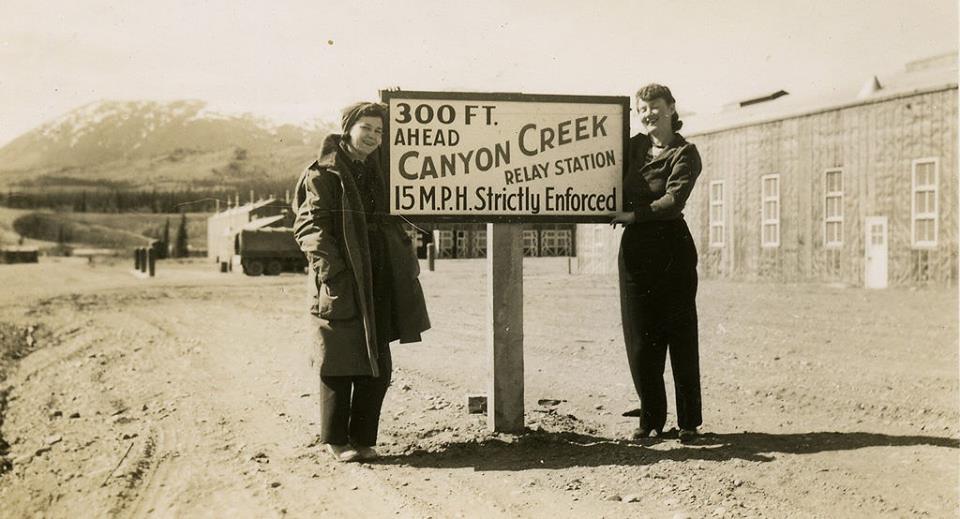 300 FT.
AHEAD
CANYON CREEK
RELAY STATION
15 M.P.H. Strictly Enforced